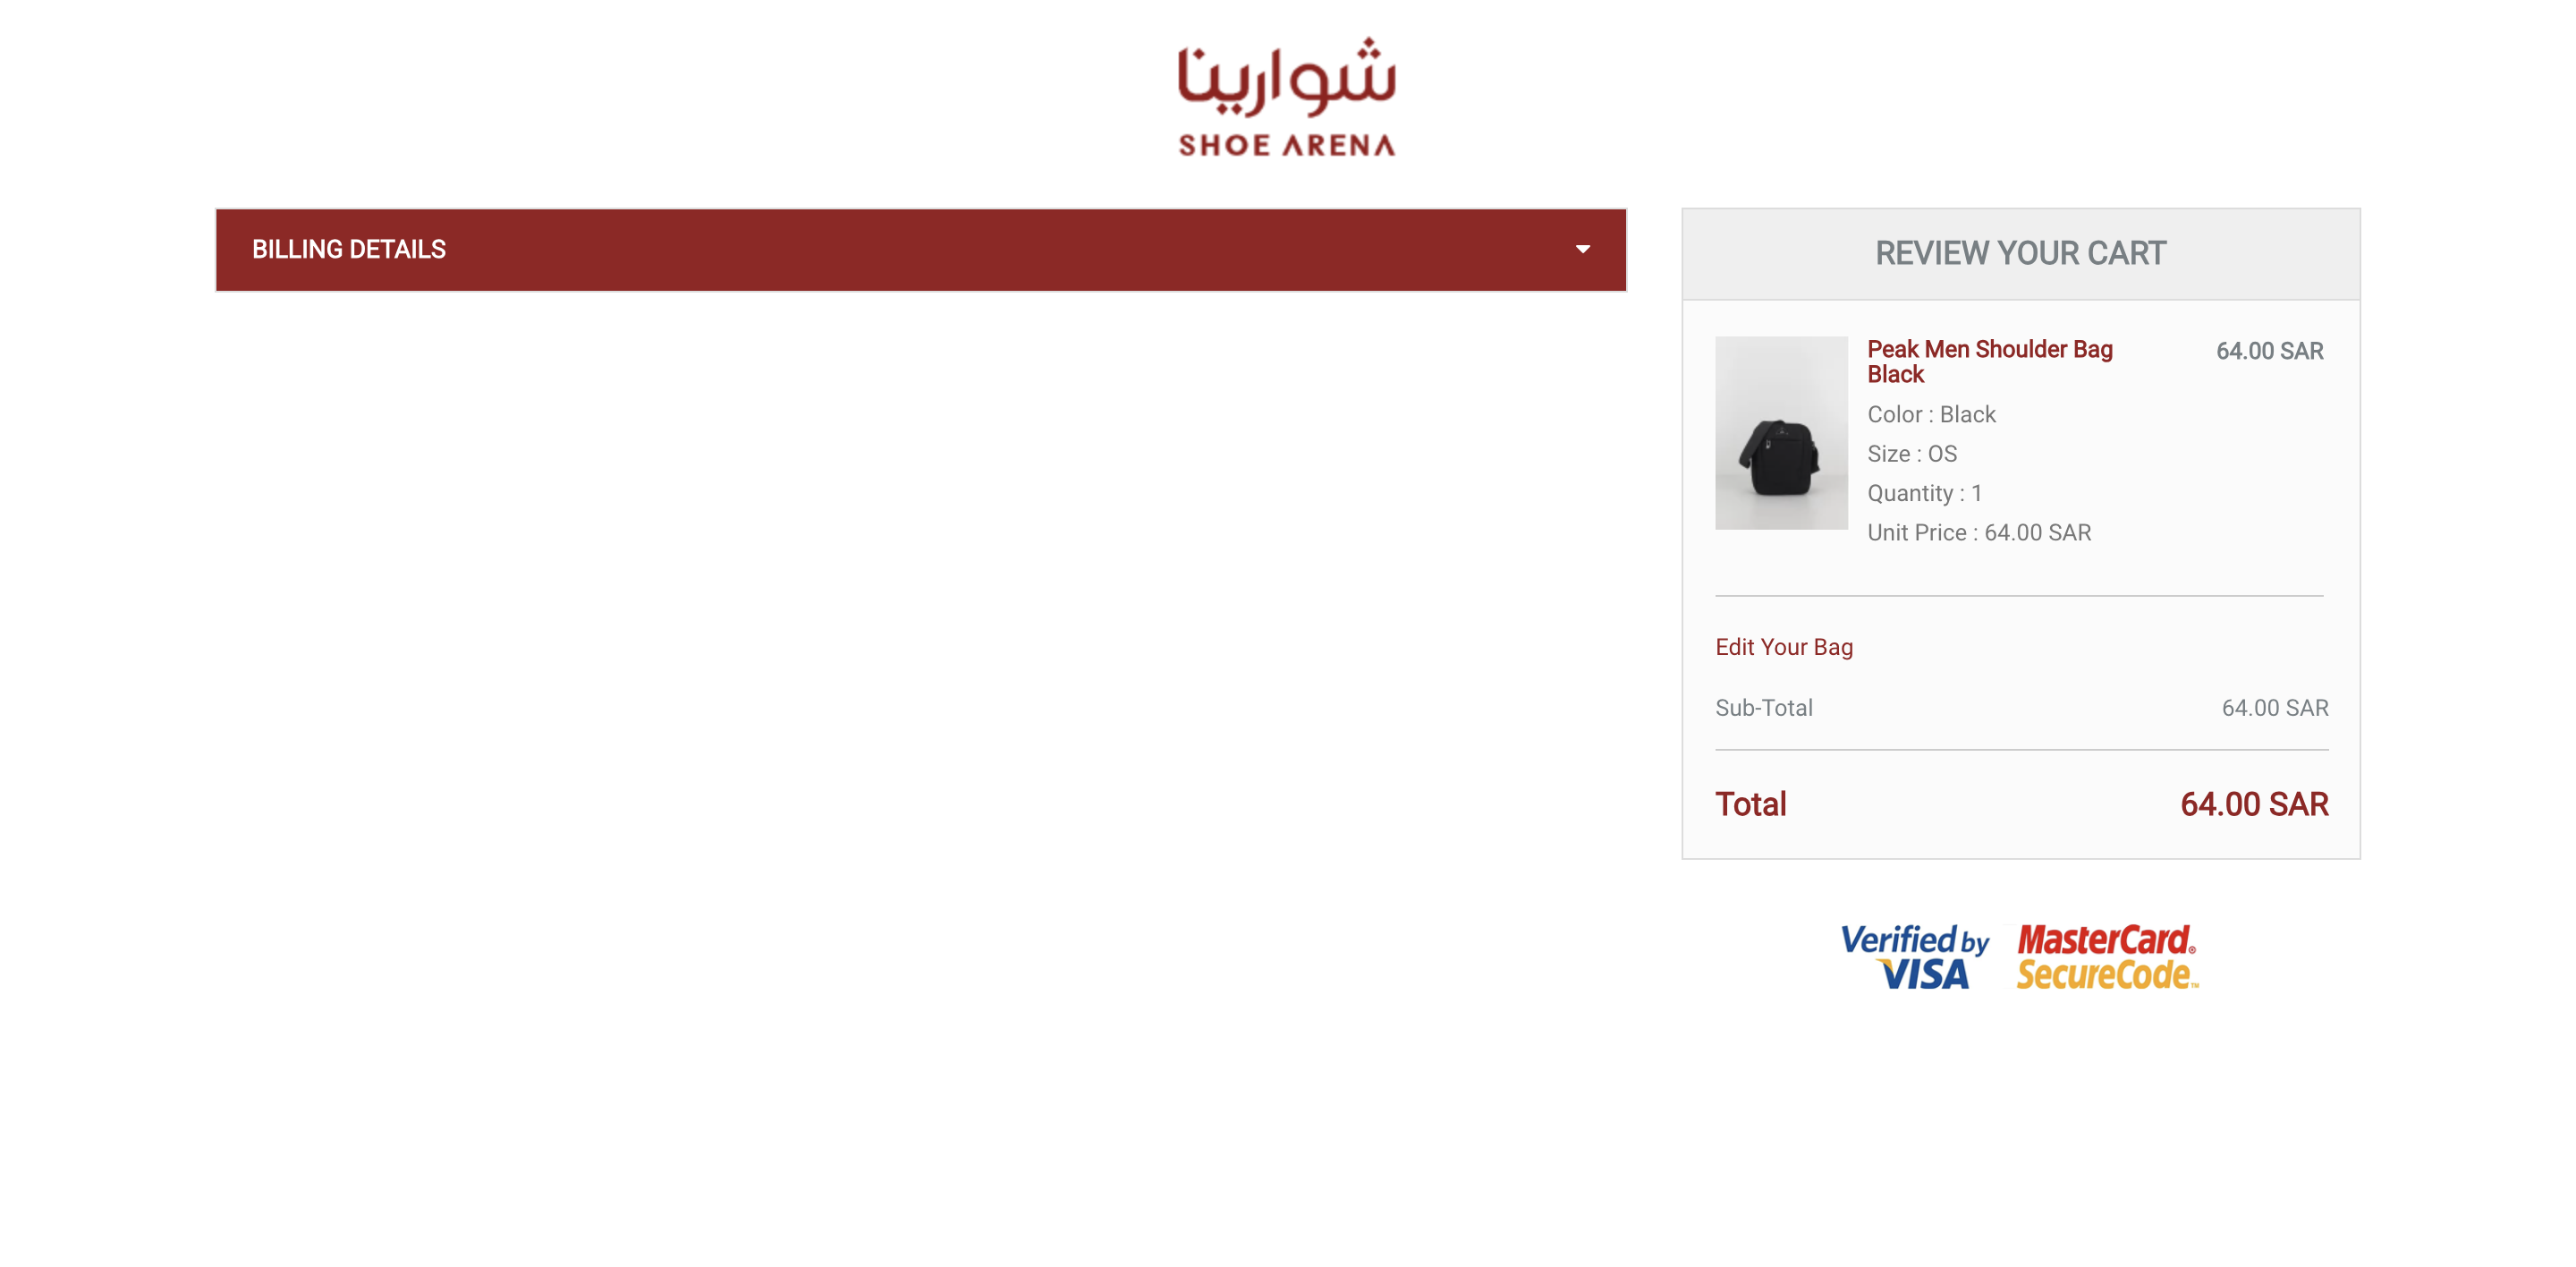 شوارينا
SHOE ARENA
BILLING DETAILS
REVIEW YOUR CART
Peak Men Shoulder Bag
Black
64.00 SAR
Color : Black
Size : OS
Quantity : 1
Unit Price : 64.00 SAR
Edit Your Bag
Sub-Total 64.00 SAR
Total 64.00 SAR
Verified by
VISA
MasterCard®
SecureCode™